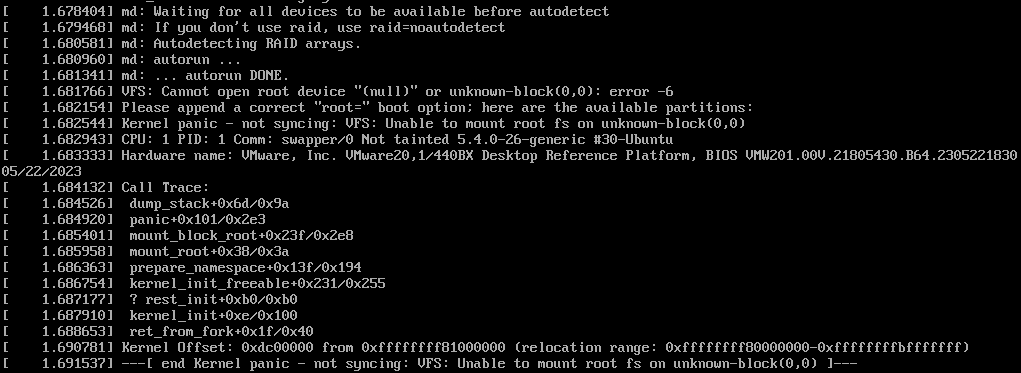 [    1.678404] md: Waiting for all devices to be available before autodetect
[    1.679468] md: If you don't use raid, use raid=noautodetect
[    1.680581] md: Autodetecting RAID arrays.
[    1.680960] md: autorun ...
[    1.681341] md: ... autorun DONE.
[    1.681766] VFS: Cannot open root device "(null)" or unknown-block(0,0): error -6
[    1.682154] Please append a correct "root=" boot option; here are the available partitions:
[    1.682544] Kernel panic - not syncing: VFS: Unable to mount root fs on unknown-block(0,0)
[    1.682943] CPU: 1 PID: 1 Comm: swapper/0 Not tainted 5.4.0-26-generic #30-Ubuntu
[    1.683333] Hardware name: VMware, Inc. VMware20,1/440BX Desktop Reference Platform, BIOS VMW201.00V.21805430.B64.2305221830
05/22/2023
[    1.684132] Call Trace:
[    1.684526]  dump_stack+0x6d/0x9a
[    1.684920]  panic+0x101/0x2e3
[    1.685401]  mount_block_root+0x23f/0x2e8
[    1.685958]  mount_root+0x38/0x3a
[    1.686363]  prepare_namespace+0x13f/0x194
[    1.686754]  kernel_init_freeable+0x231/0x255
[    1.687177]  ? rest_init+0xb0/0xb0
[    1.687910]  kernel_init+0xe/0x100
[    1.688653]  ret_from_fork+0x1f/0x40
[    1.690781] Kernel Offset: 0xdc00000 from 0xffffffff81000000 (relocation range: 0xffffffff80000000-0xffffffffbfffffff)
[    1.691537] ---[ end Kernel panic - not syncing: VFS: Unable to mount root fs on unknown-block(0,0) ]---